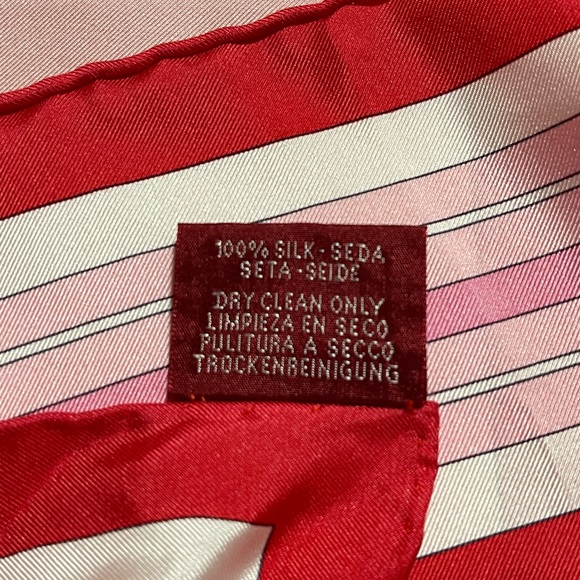 100% SILK - SEDA
SETA - SEIDE
DRY CLEAN ONLY
LIMPIEZA EN SECO
PULITURA A SECCO
TROCKENREINIGUNG